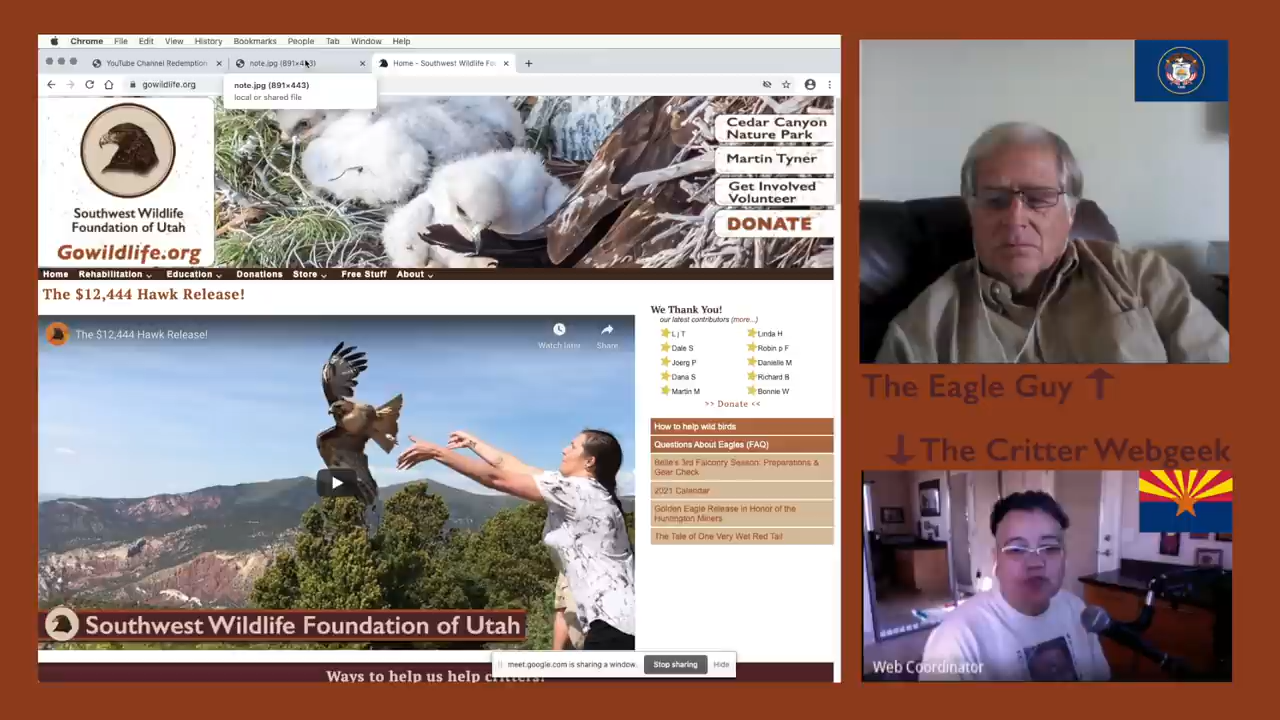 Chrome File Edit View History Bookmarks People Tab Window Help
YouTube Channel Redemption
note.jpg (891×443)
Home - Southwest Wildlife Fou
gowildlife.org
note.jpg (891×443)
local or shared file
Southwest Wildlife
Foundation of Utah
Gowildlife.org
Cedar Canyon
Nature Park
Martin Tyner
Get Involved
Volunteer
DONATE
Home Rehabilitation Education Donations Store Free Stuff About
The $12,444 Hawk Release!
The $12,444 Hawk Release!
Watch later
Share
Southwest Wildlife Foundation of Utah
We Thank You!
our latest contributors (more...)
L j T
Linda H
Dale S
Robin p F
Joerg P
Danielle M
Dana S
Richard B
Martin M
Bonnie W
>> Donate <<
How to help wild birds
Questions About Eagles (FAQ)
Belle's 3rd Falconry Season: Preparations &
Gear Check
2021 Calendar
Golden Eagle Release in Honor of the
Huntington Miners
The Tale of One Very Wet Red Tail
meet.google.com is sharing a window.
Stop sharing
Hide
Ways to help us help critters!
The Eagle Guy ↑
↓ The Critter Webgeek
Web Coordinator